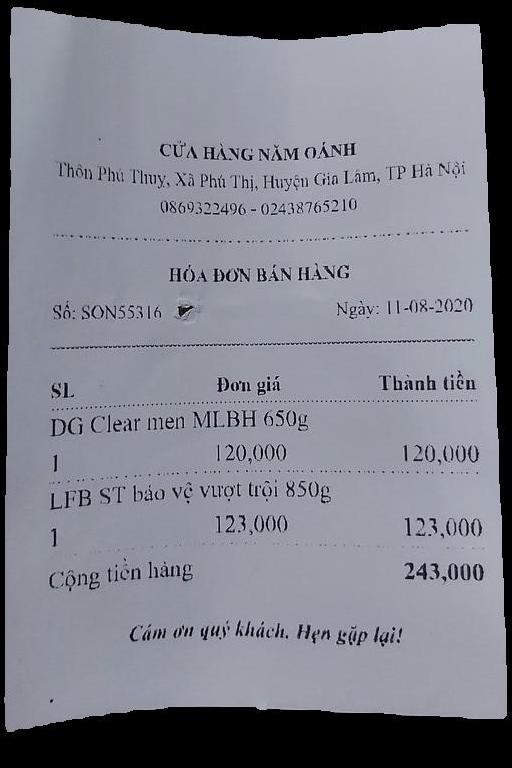 CỬA HÀNG NĂM OÁNH
Thôn Phú Thuỵ, Xã Phú Thị, Huyện Gia Lâm, TP Hà Nội
0869322496 - 02438765210
HÓA ĐƠN BÁN HÀNG
Số: SON55316 Ngày: 11-08-2020
SL Đơn giá Thành tiền
DG Clear men MLBH 650g
1 120,000 120,000
LFB ST bảo vệ vượt trội 850g
1 123,000 123,000
Cộng tiền hàng 243,000
Cám ơn quý khách. Hẹn gặp lại!